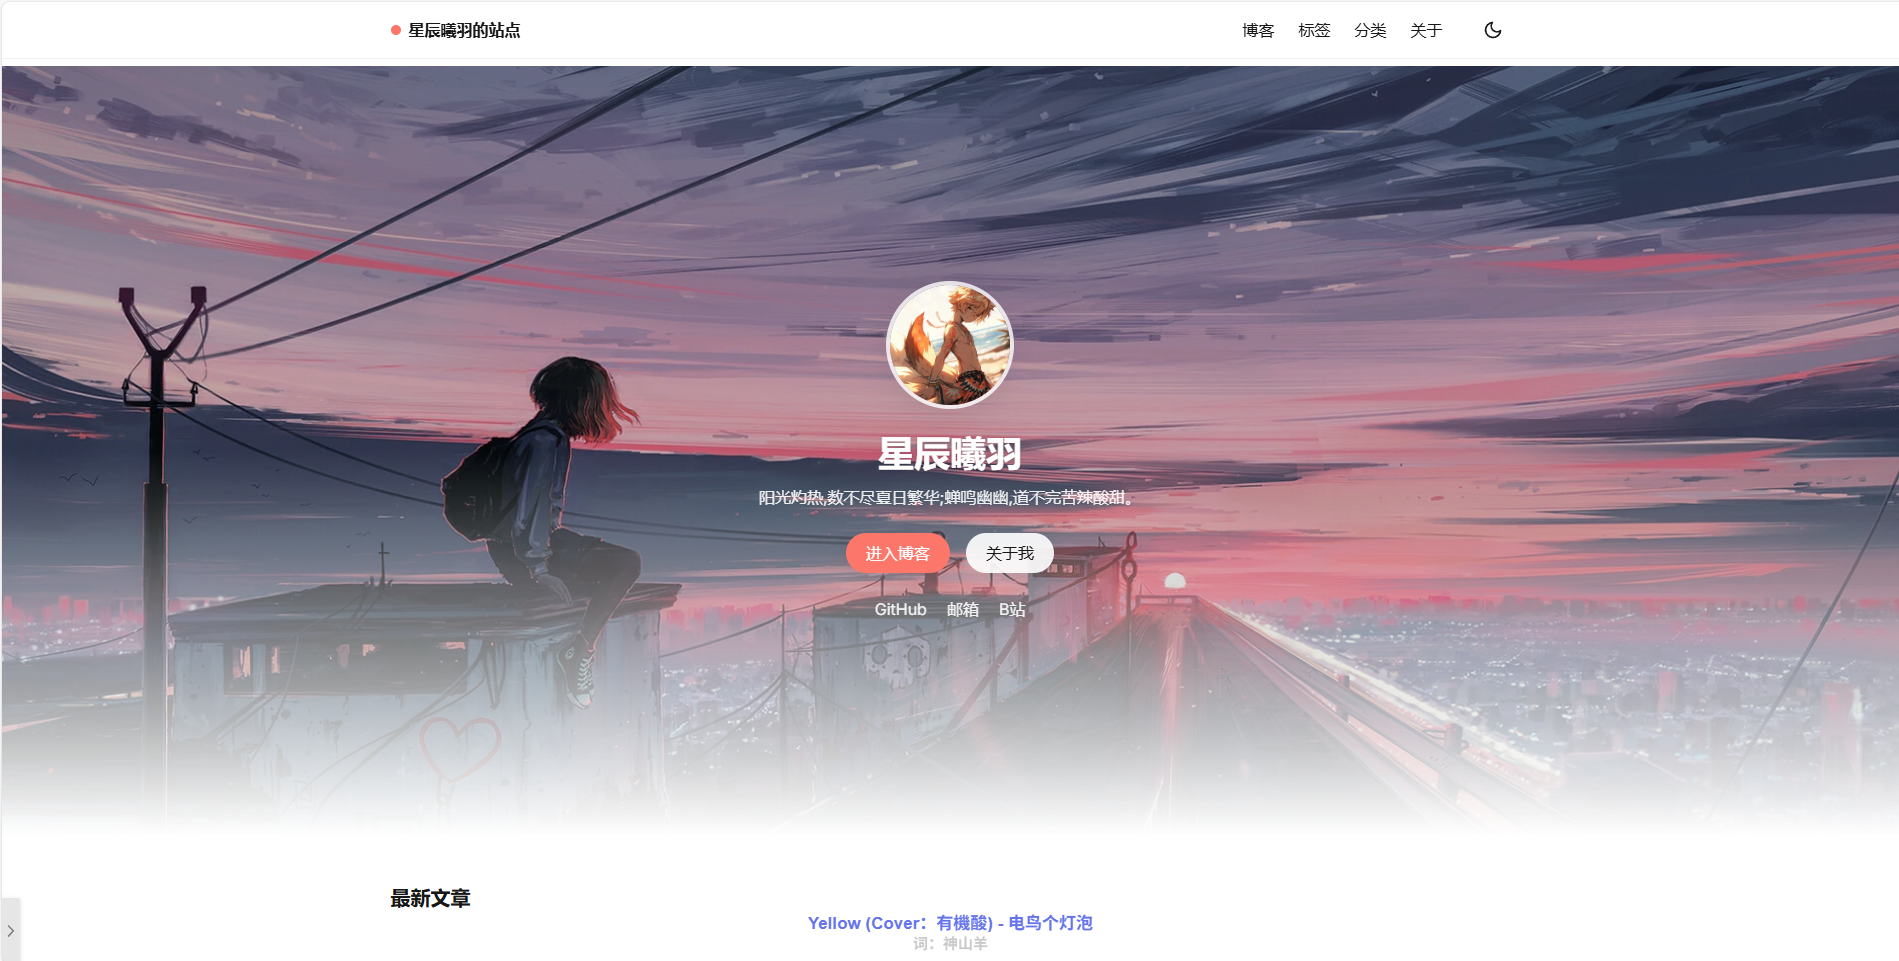 星辰曦羽的站点
博客 标签 分类 关于
星辰曦羽
阳光灼热,数不尽夏日繁华;蝉鸣幽幽,道不完苦辣酸甜。
进入博客 关于我
GitHub 邮箱 B站
最新文章
Yellow (Cover：有機酸) - 电鸟个灯泡
词：神山羊